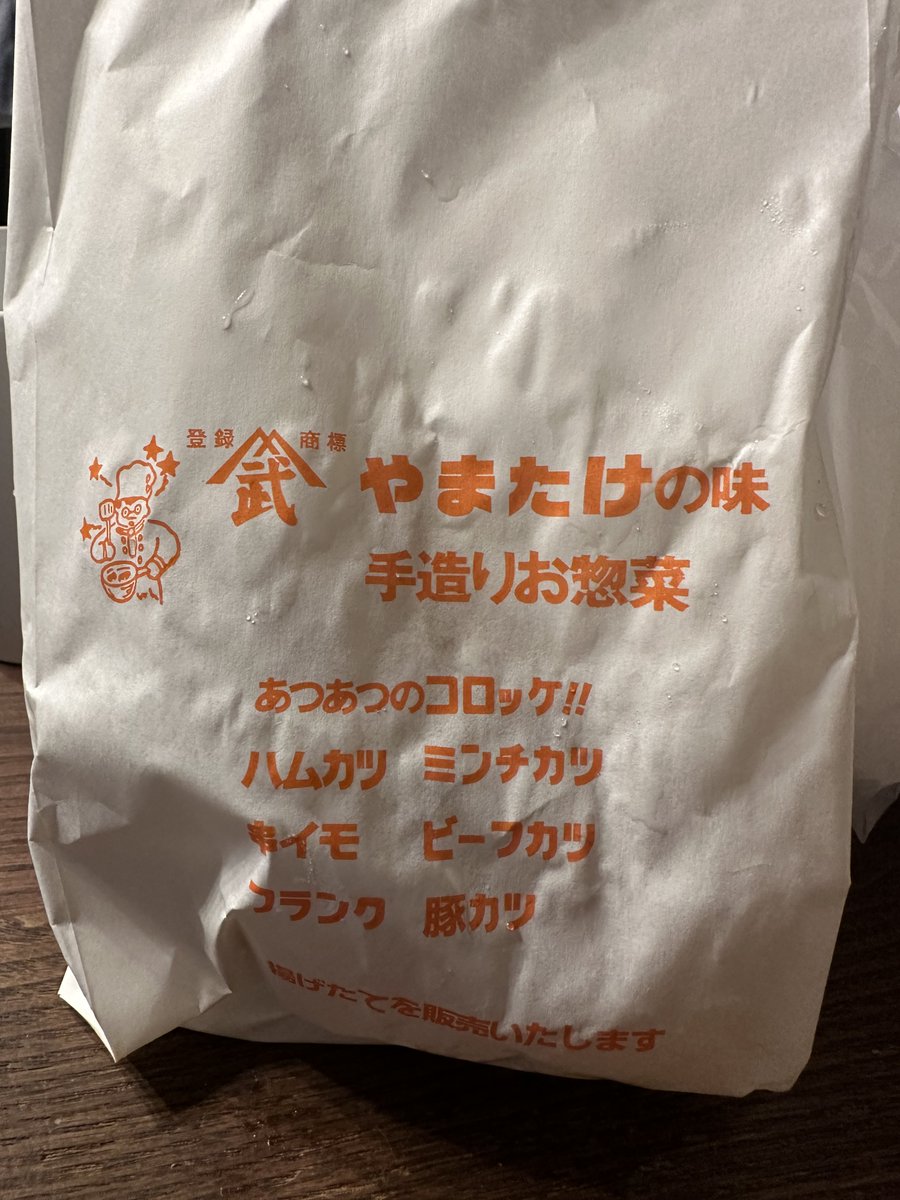 登録 商標
武 やまたけの味
手造りお惣菜
あつあつのコロッケ!!
ハムカツ ミンチカツ
串イモ ビーフカツ
フランク 豚カツ
揚げたてを販売いたします